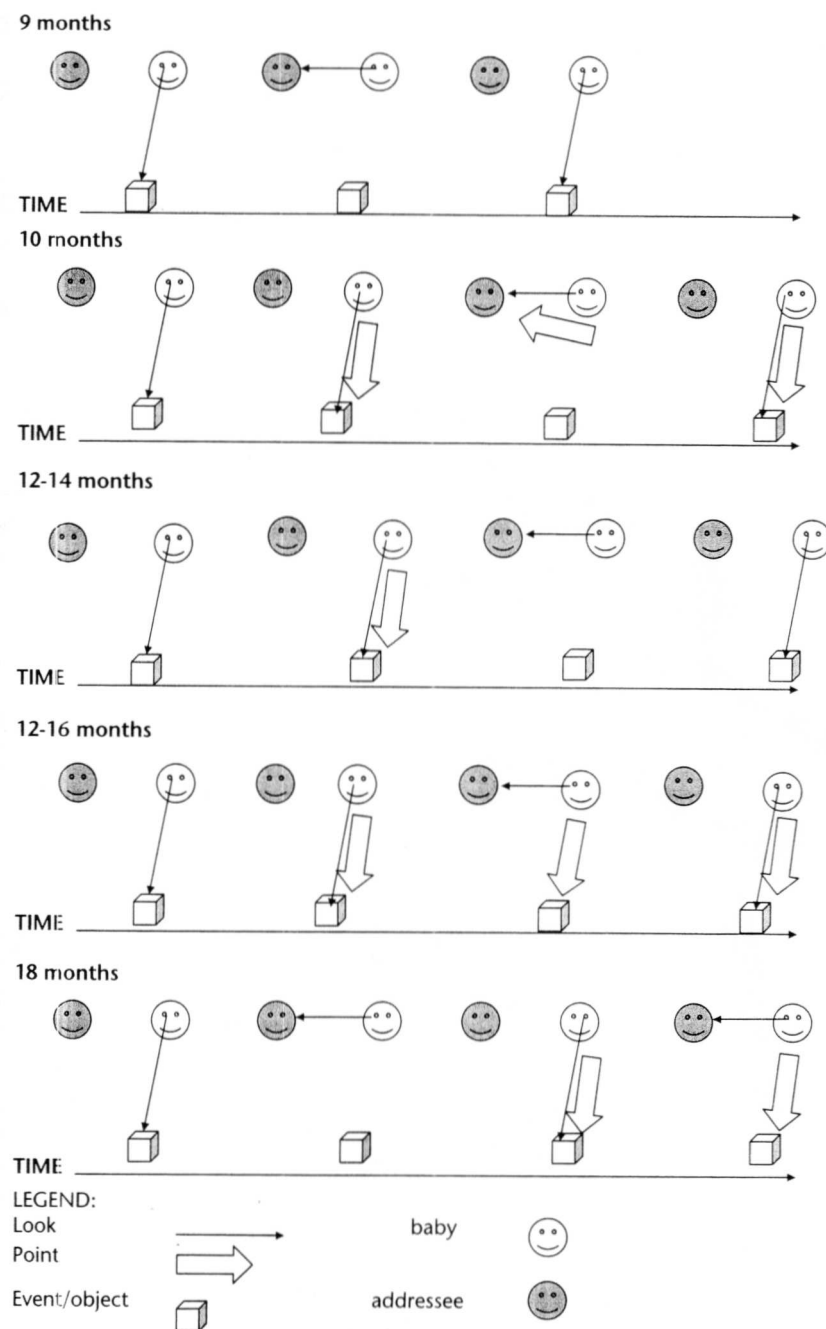 9 months
TIME
10 months
TIME
12-14 months
TIME
12-16 months
TIME
18 months
TIME
LEGEND:
Look baby
Point
Event/object addressee